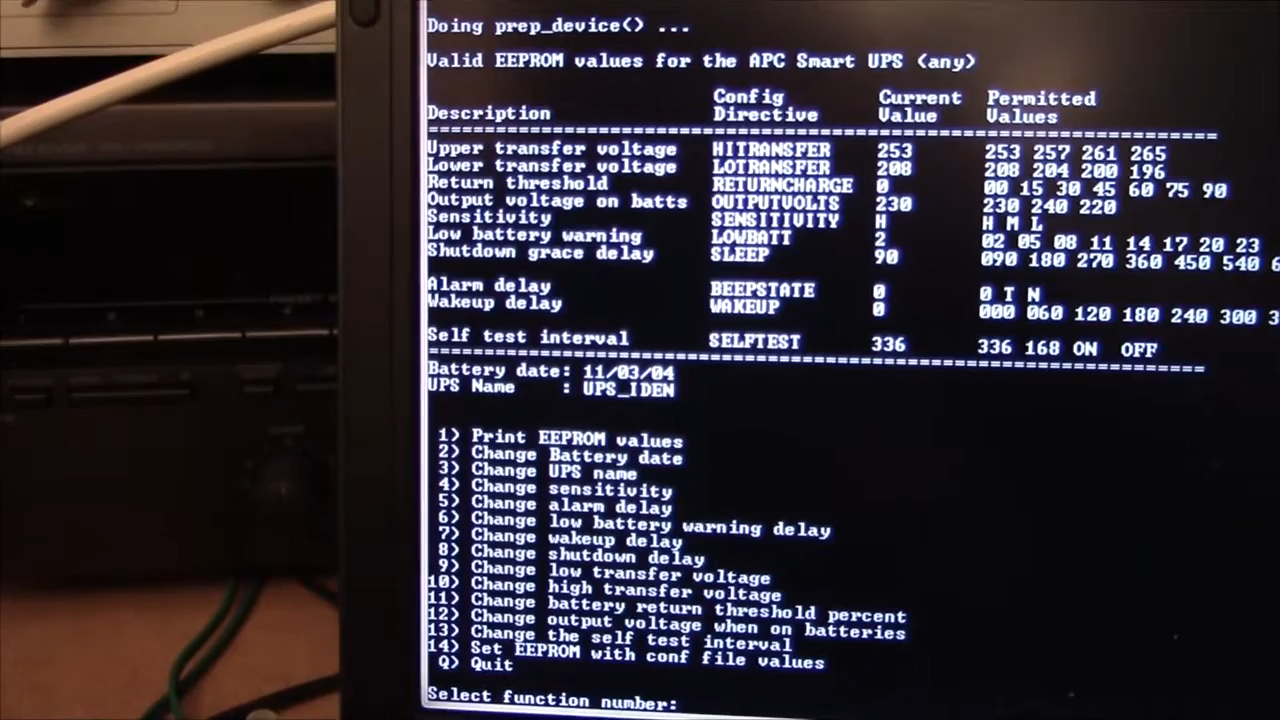 Doing prep_device() ...
Valid EEPROM values for the APC Smart UPS (any)
Config Current Permitted
Description Directive Value Values
================================================================================
Upper transfer voltage HITRANSFER 253 253 257 261 265
Lower transfer voltage LOTRANSFER 208 208 204 200 196
Return threshold RETURNCHARGE 0 00 15 30 45 60 75 90
Output voltage on batts OUTPUTVOLTS 230 230 240 220
Sensitivity SENSITIVITY H H M L
Low battery warning LOWBATT 2 02 05 08 11 14 17 20 23
Shutdown grace delay SLEEP 90 090 180 270 360 450 540 6
Alarm delay BEEPSTATE 0 0 T N
Wakeup delay WAKEUP 0 000 060 120 180 240 300 3
Self test interval SELFTEST 336 336 168 ON OFF
================================================================================
Battery date: 11/03/04
UPS Name : UPS_IDEN
1) Print EEPROM values
2) Change Battery date
3) Change UPS name
4) Change sensitivity
5) Change alarm delay
6) Change low battery warning delay
7) Change wakeup delay
8) Change shutdown delay
9) Change low transfer voltage
10) Change high transfer voltage
11) Change battery return threshold percent
12) Change output voltage when on batteries
13) Change the self test interval
14) Set EEPROM with conf file values
Q) Quit
Select function number: